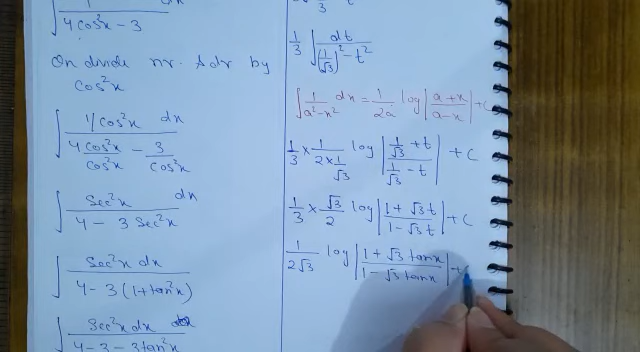 ∫ 1/(4cos²x - 3) dx
On divide nr. & dr by
cos²x
∫ (1/cos²x)/(4cos²x/cos²x - 3/cos²x) dx
∫ Sec²x/(4 - 3 Sec²x) dx
∫ Sec²x dx/(4 - 3(1+tan²x))
∫ Sec²x dx/(4 - 3 - 3tan²x)
1/3 ∫ dt/((1/√3)² - t²)
∫ 1/(a²-x²) dx = 1/2a log |(a+x)/(a-x)| + C
1/3 × 1/(2×1/√3) log |(1/√3 + t)/(1/√3 - t)| + C
1/3 × √3/2 log |(1+√3t)/(1-√3t)| + C
1/2√3 log |(1+√3 tanx)/(1-√3 tanx)| +